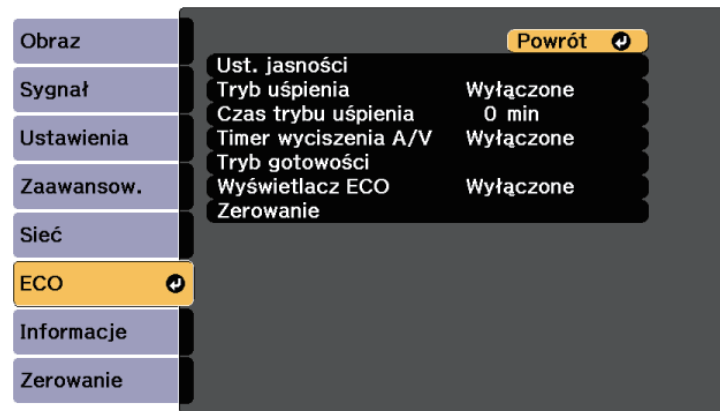 Obraz
Sygnał
Ustawienia
Zaawansow.
Sieć
ECO
Informacje
Zerowanie
Powrót
Ust. jasności
Tryb uśpienia Wyłączone
Czas trybu uśpienia 0 min
Timer wyciszenia A/V Wyłączone
Tryb gotowości
Wyświetlacz ECO Wyłączone
Zerowanie